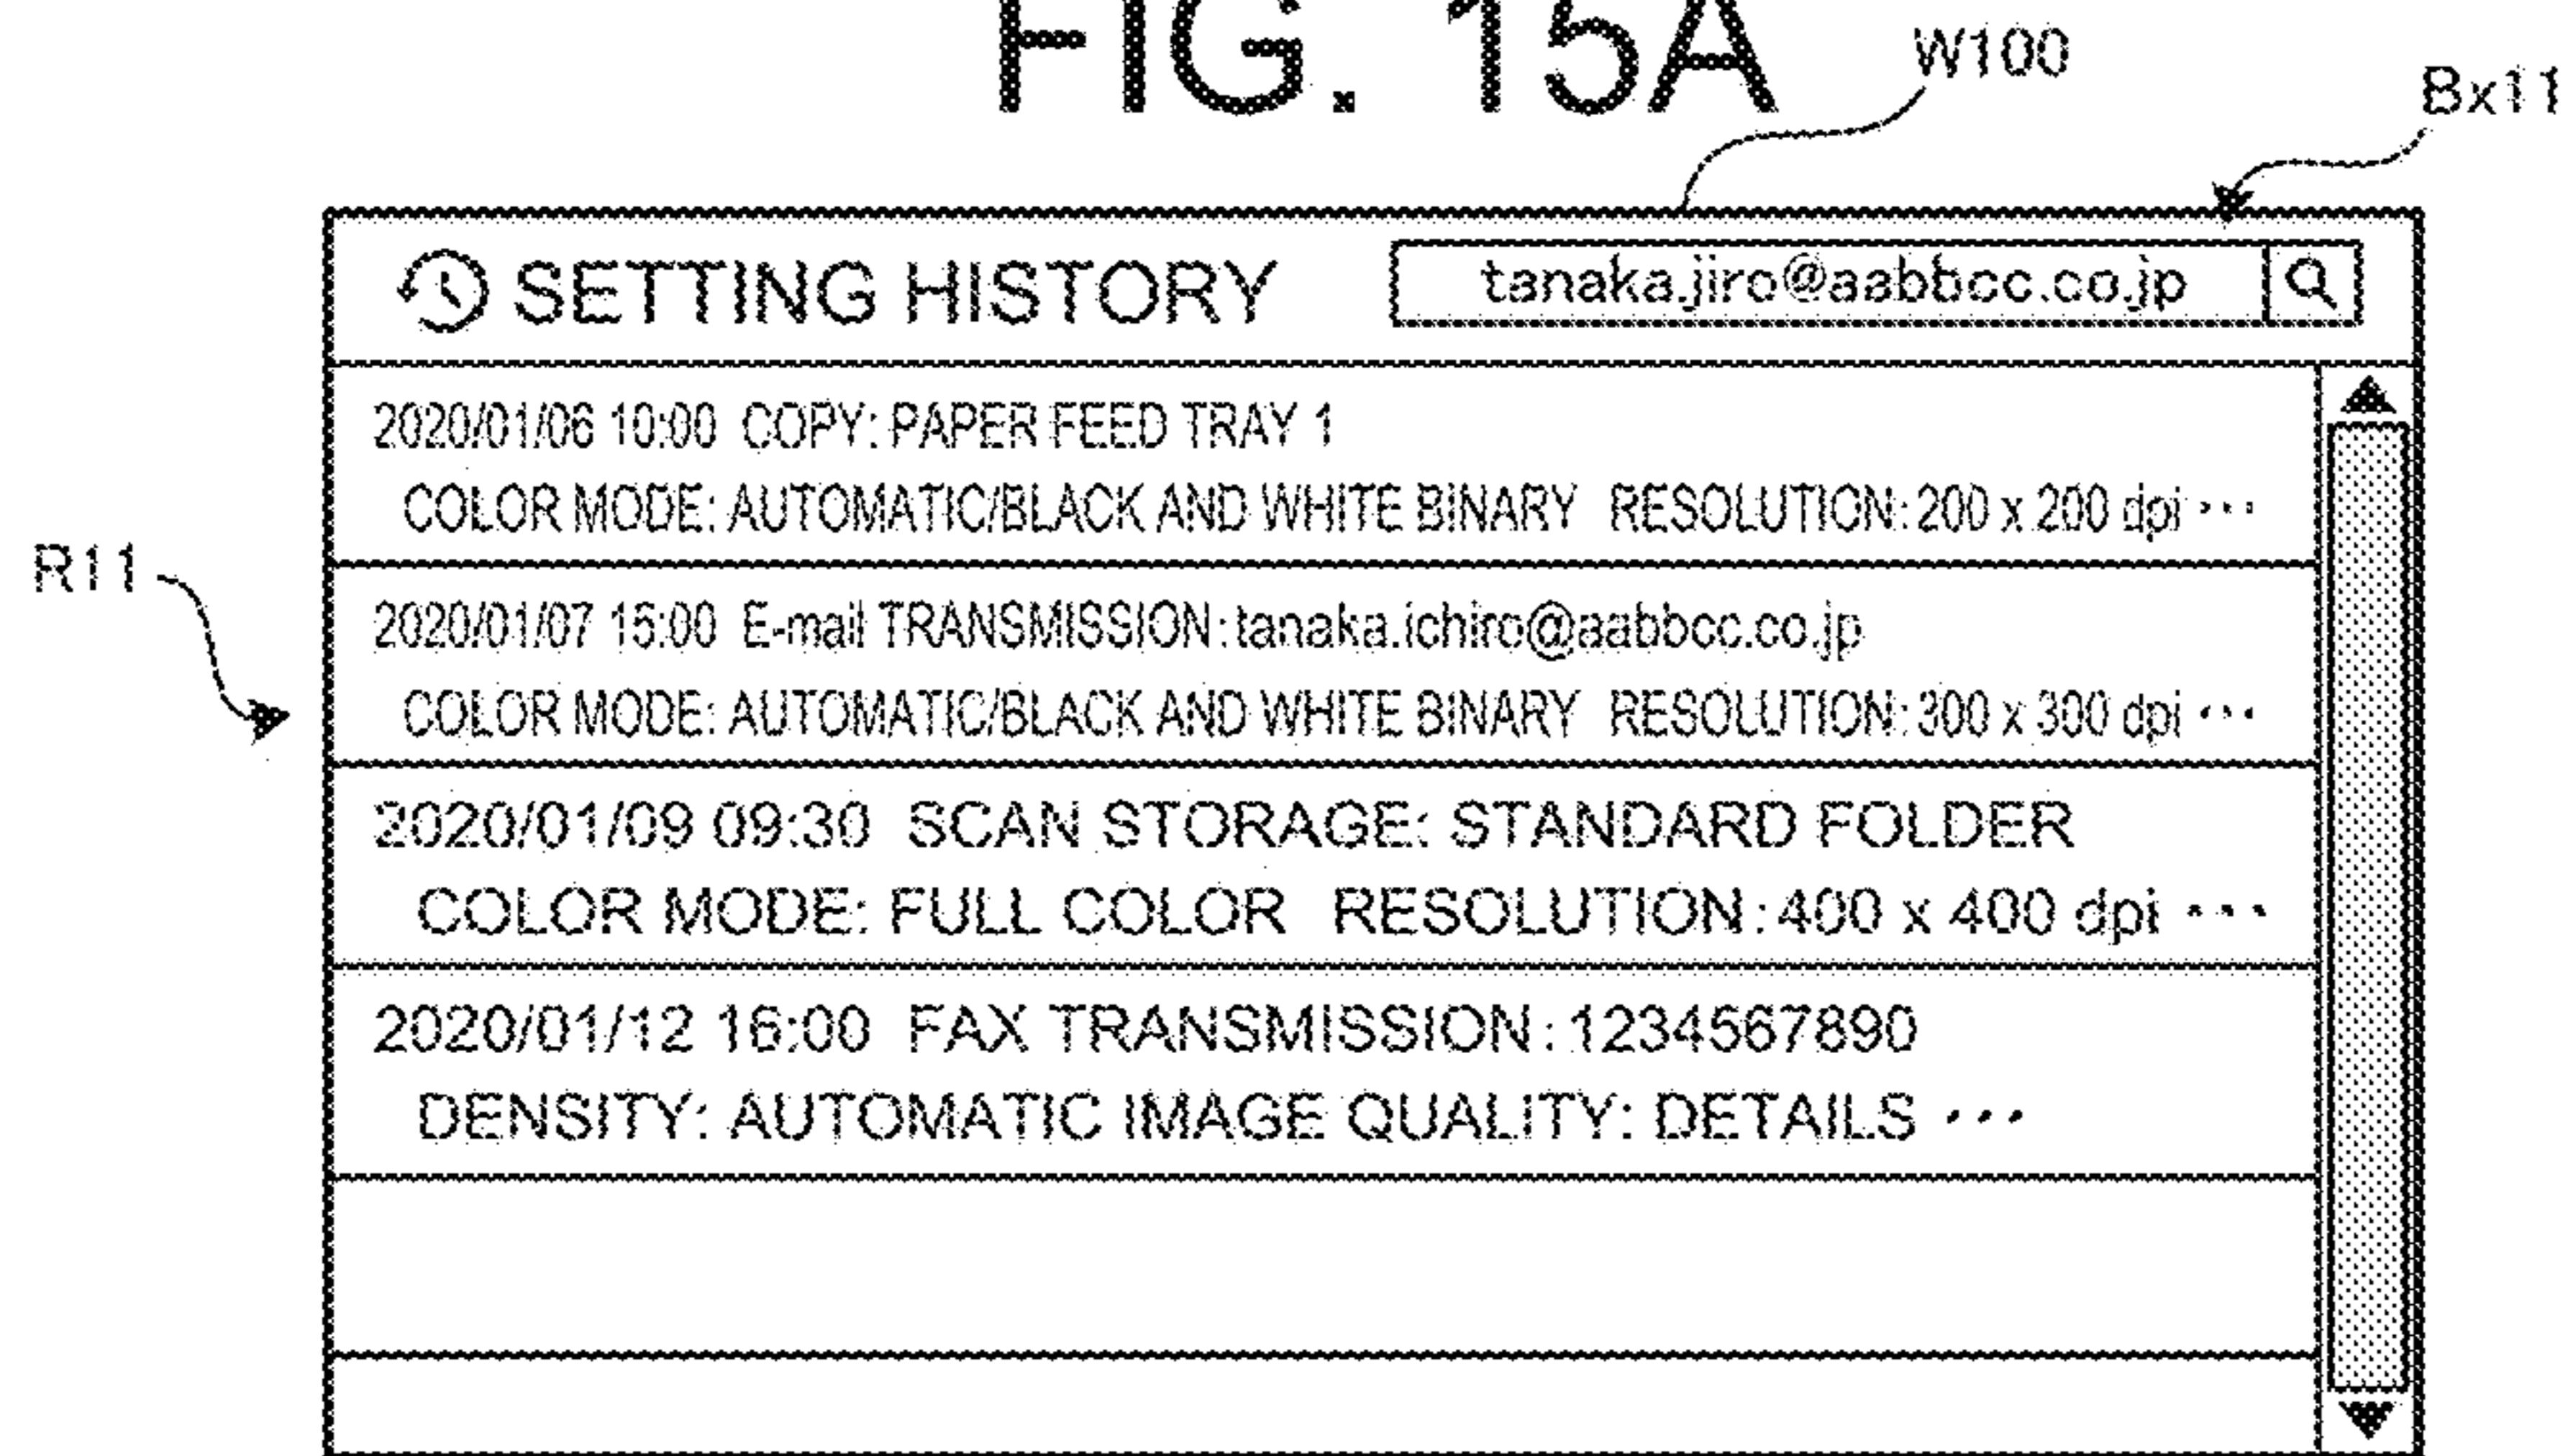 FIG. 15A
W100
Bx11
SETTING HISTORY
tanaka.jiro@aabbcc.co.jp
2020/01/06 10:00 COPY: PAPER FEED TRAY 1
COLOR MODE: AUTOMATIC/BLACK AND WHITE BINARY RESOLUTION: 200 x 200 dpi ···
R11
2020/01/07 15:00 E-mail TRANSMISSION: tanaka.ichiro@aabbcc.co.jp
COLOR MODE: AUTOMATIC/BLACK AND WHITE BINARY RESOLUTION: 300 x 300 dpi ···
2020/01/09 09:30 SCAN STORAGE: STANDARD FOLDER
COLOR MODE: FULL COLOR RESOLUTION: 400 x 400 dpi ···
2020/01/12 16:00 FAX TRANSMISSION: 1234567890
DENSITY: AUTOMATIC IMAGE QUALITY: DETAILS ···